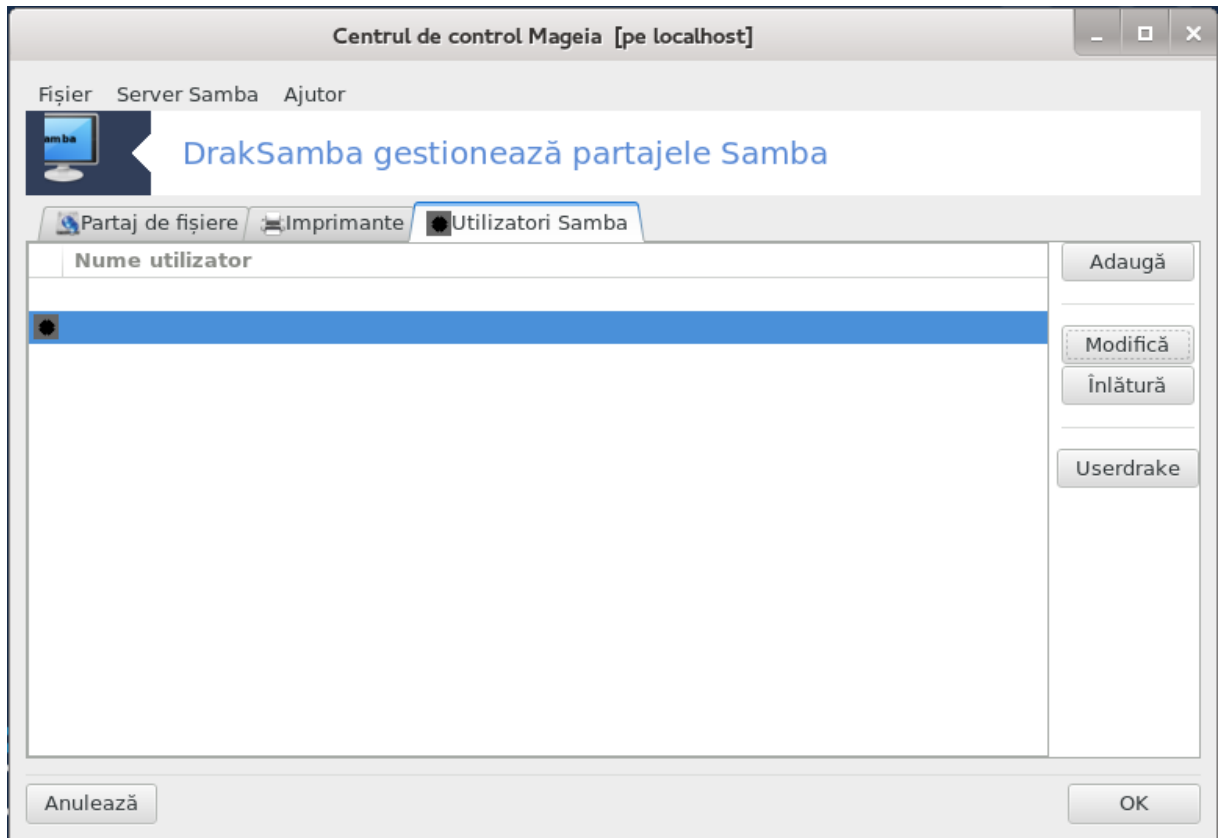 Centrul de control Mageia [pe localhost]
Fișier Server Samba Ajutor
amba
DrakSamba gestionează partajele Samba
Partaj de fișiere Imprimante Utilizatori Samba
Nume utilizator
Adaugă
Modifică
Înlătură
Userdrake
Anulează OK